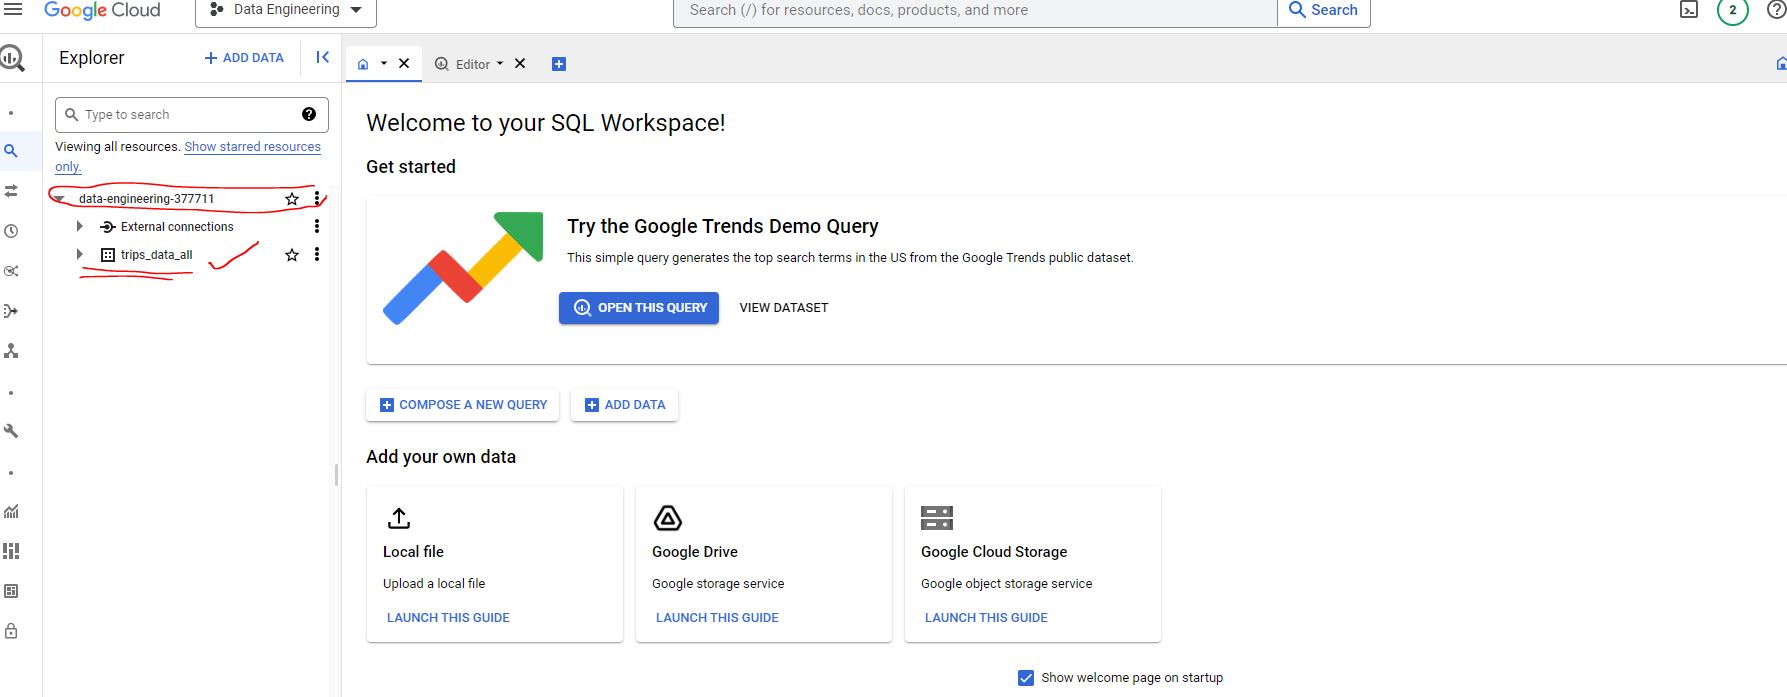 Google Cloud
Data Engineering
Search (/) for resources, docs, products, and more
Search
2
Explorer
+ ADD DATA
Editor
Type to search
Viewing all resources. Show starred resources
only.
data-engineering-377711
External connections
trips_data_all
Welcome to your SQL Workspace!
Get started
Try the Google Trends Demo Query
This simple query generates the top search terms in the US from the Google Trends public dataset.
OPEN THIS QUERY
VIEW DATASET
COMPOSE A NEW QUERY
ADD DATA
Add your own data
Local file
Upload a local file
LAUNCH THIS GUIDE
Google Drive
Google storage service
LAUNCH THIS GUIDE
Google Cloud Storage
Google object storage service
LAUNCH THIS GUIDE
Show welcome page on startup